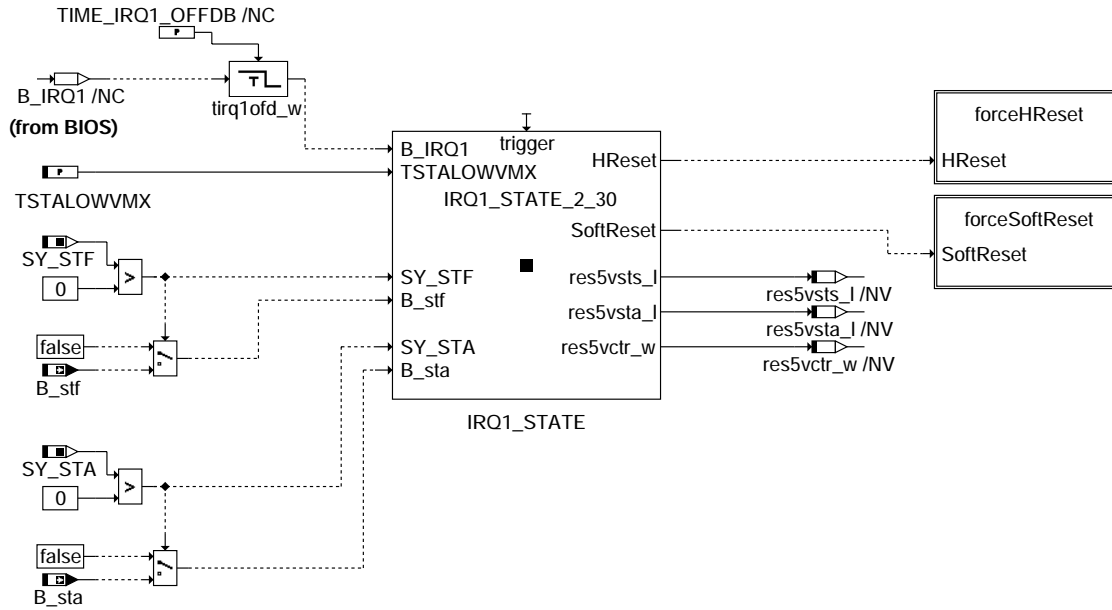 TIME_IRQ1_OFFDB /NC
P
B_IRQ1 /NC
T
tirq1ofd_w
(from BIOS)
trigger
B_IRQ1
HReset
TSTALOWVMX
IRQ1_STATE_2_30
P
TSTALOWVMX
SoftReset
forceHReset
HReset
forceSoftReset
SoftReset
SY_STF
>
0
SY_STF
B_stf
res5vsts_l
res5vsts_l /NV
res5vsta_l
res5vsta_l /NV
false
SY_STA
B_sta
res5vctr_w
res5vctr_w /NV
B_stf
IRQ1_STATE
SY_STA
>
0
false
B_sta